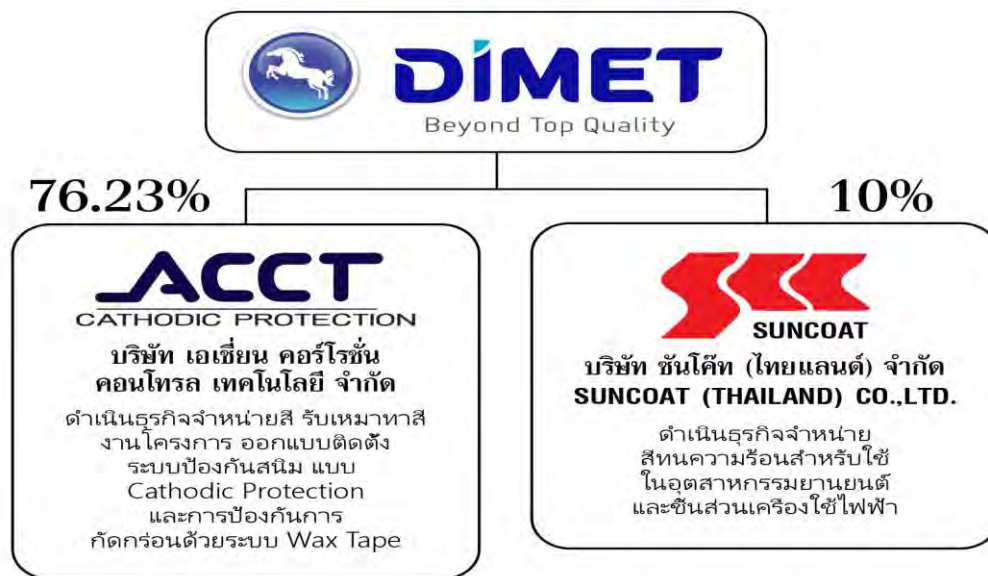 DiMET
Beyond Top Quality
76.23%
10%
ACCT
CATHODIC PROTECTION
บริษัท เอเชี่ยน คอร์โรชั่น
คอนโทรล เทคโนโลยี จำกัด
ดำเนินธุรกิจจำหน่ายสี รับเหมาทาสี
งานโครงการ ออกแบบติดตั้ง
ระบบป้องกันสนิม แบบ
Cathodic Protection
และการป้องกันการ
กัดกร่อนด้วยระบบ Wax Tape
SUNCOAT
บริษัท ซันโค๊ท (ไทยแลนด์) จำกัด
SUNCOAT (THAILAND) CO.,LTD.
ดำเนินธุรกิจจำหน่าย
สีทนความร้อนสำหรับใช้
ในอุตสาหกรรมยานยนต์
และชิ้นส่วนเครื่องใช้ไฟฟ้า